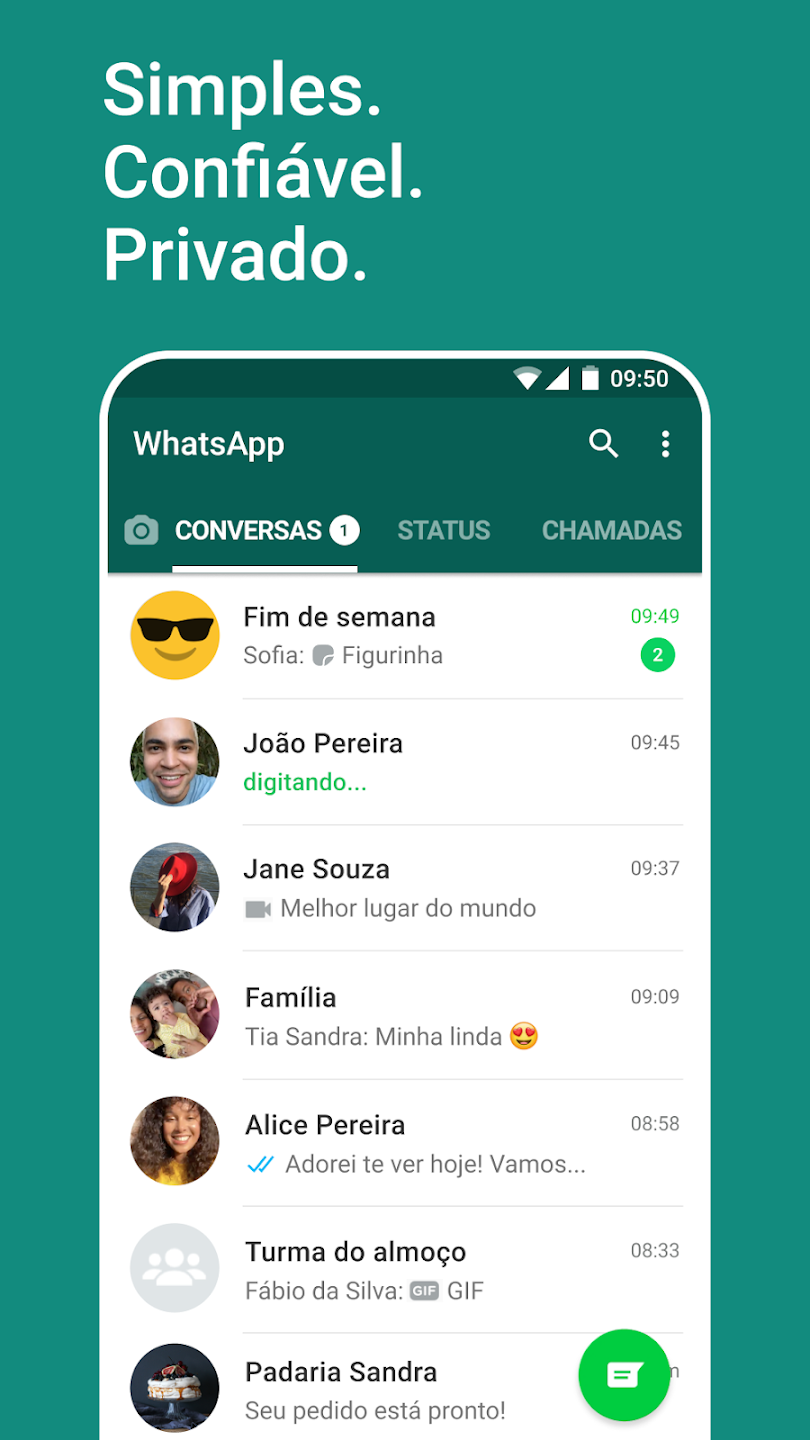 Simples.
Confiável.
Privado.
09:50
WhatsApp
CONVERSAS 1 STATUS CHAMADAS
Fim de semana 09:49
Sofia: Figurinha 2
João Pereira 09:45
digitando...
Jane Souza 09:37
Melhor lugar do mundo
Família 09:09
Tia Sandra: Minha linda 😍
Alice Pereira 08:58
Adorei te ver hoje! Vamos...
Turma do almoço 08:33
Fábio da Silva: GIF GIF
Padaria Sandra
Seu pedido está pronto!